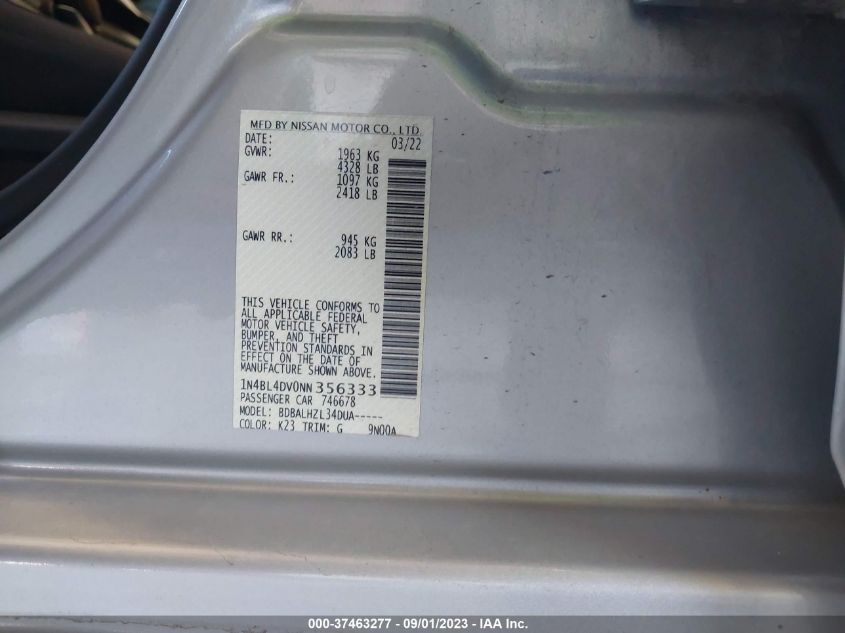 MFD BY NISSAN MOTOR CO., LTD.
DATE: 03/22
GVWR: 1963 KG
4328 LB
GAWR FR.: 1097 KG
2418 LB
GAWR RR.: 945 KG
2083 LB
THIS VEHICLE CONFORMS TO
ALL APPLICABLE FEDERAL
MOTOR VEHICLE SAFETY,
BUMPER, AND THEFT
PREVENTION STANDARDS IN
EFFECT ON THE DATE OF
MANUFACTURE SHOWN ABOVE.
1N4BL4DV0NN356333
PASSENGER CAR 746678
MODEL: BDBALHZL34DUA-----
COLOR: K23 TRIM: G 9N00A
000-37463277 - 09/01/2023 - IAA Inc.